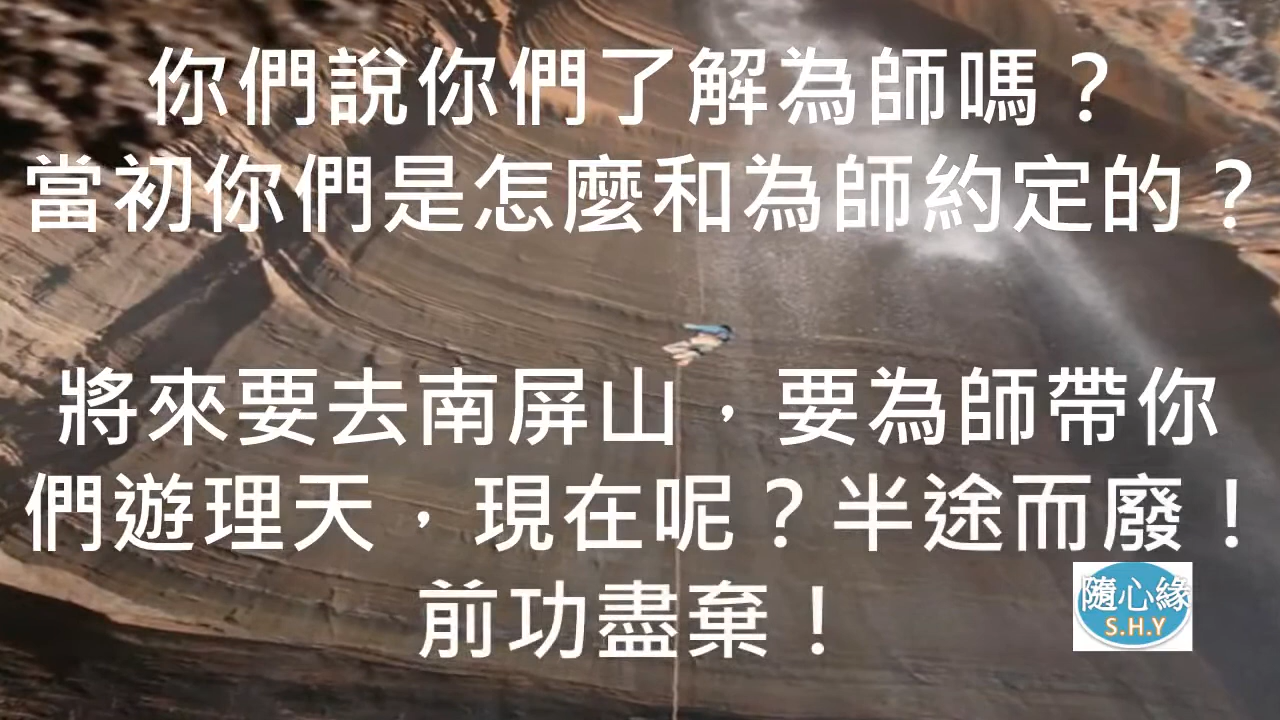 你們說你們了解為師嗎？
當初你們是怎麼和為師約定的？
將來要去南屏山，要為師帶你
們遊理天，現在呢？半途而廢！
前功盡棄！
隨心緣
S.H.Y